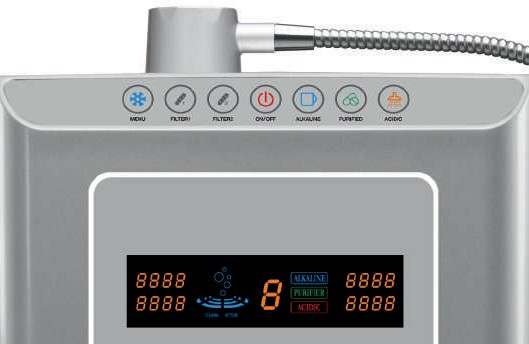 MENU FILTER1 FILTER2 ON/OFF ALKALINE PURIFIED ACIDIC
8888 ALKALINE 8888
8 PURIFIER
8888 ACIDIC 8888